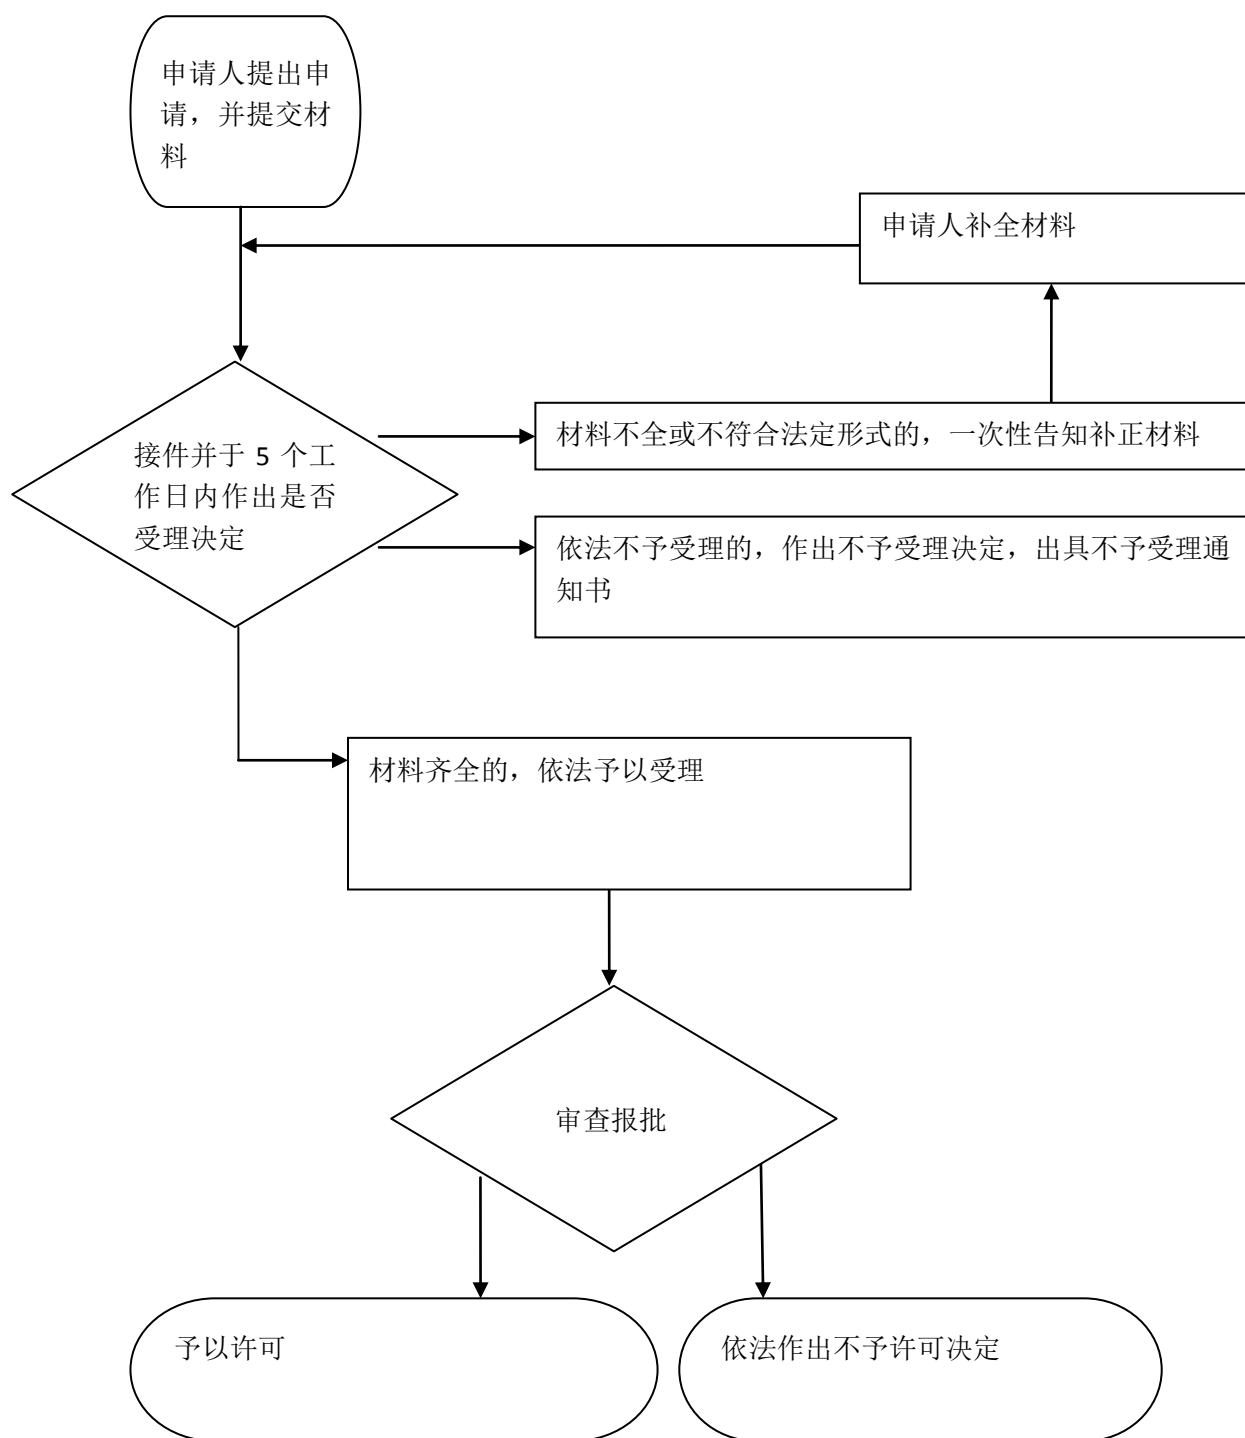 申请人提出申
请，并提交材
料
申请人补全材料
材料不全或不符合法定形式的，一次性告知补正材料
接件并于 5 个工
作日内作出是否
受理决定
依法不予受理的，作出不予受理决定，出具不予受理通
知书
材料齐全的，依法予以受理
审查报批
予以许可
依法作出不予许可决定